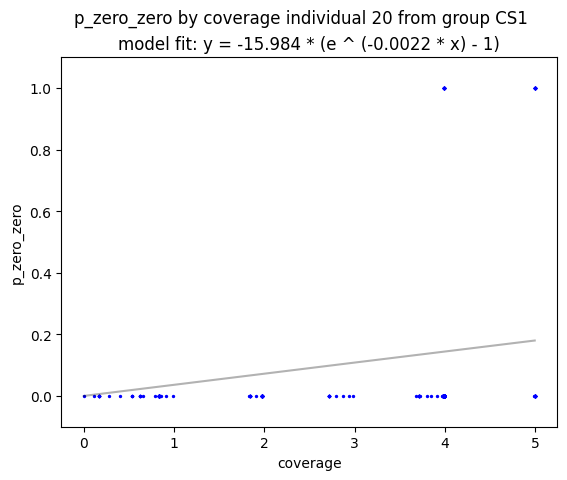 p_zero_zero by coverage individual 20 from group CS1
model fit: y = -15.984 * (e ^ (-0.0022 * x) - 1)
1.0
0.8
0.6
0.4
0.2
0.0
p_zero_zero
0 1 2 3 4 5
coverage